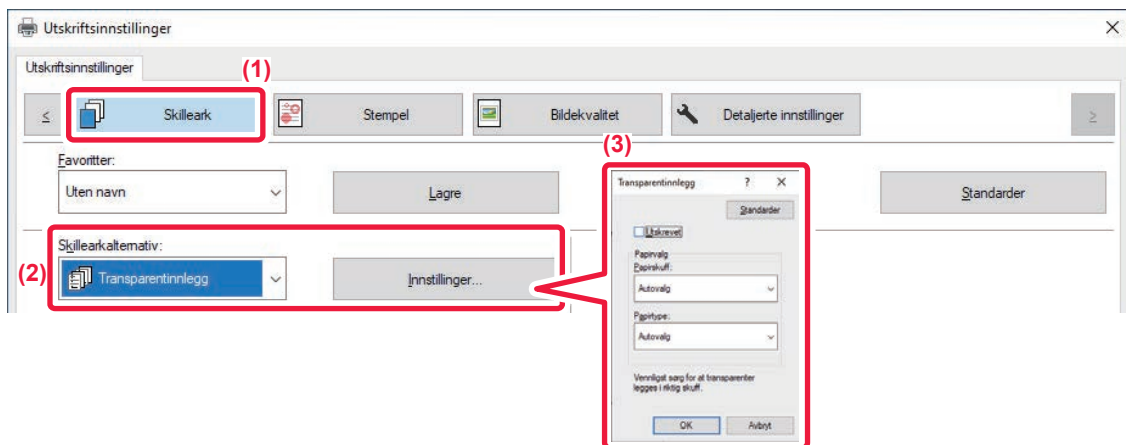 Utskriftsinnstillinger
Utskriftsinnstillinger
(1)
< Skilleark Stempel Bildekvalitet Detaljerte innstillinger >
Favoritter:
Uten navn Lagre Standarder
(2)
Skillearkalternativ:
Transparentinnlegg Innstillinger...
(3)
Transparentinnlegg ? X
Standarder
Utskrevet
Papirvalg
Papirskuff:
Autovalg
Papirtype:
Autovalg
Vennligst sørg for at transparenter
legges i riktig skuff.
OK Avbryt